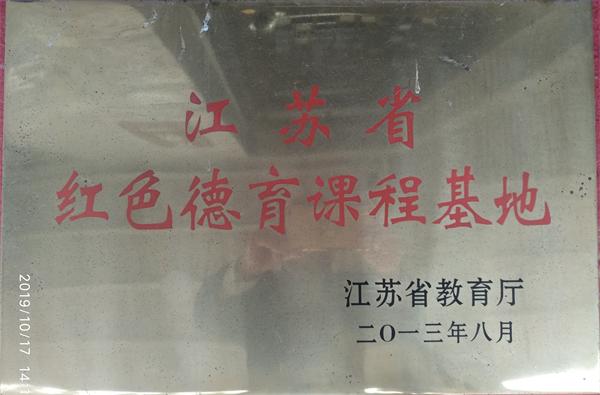 江苏省
红色德育课程基地
江苏省教育厅
二〇一三年八月
2019/10/17